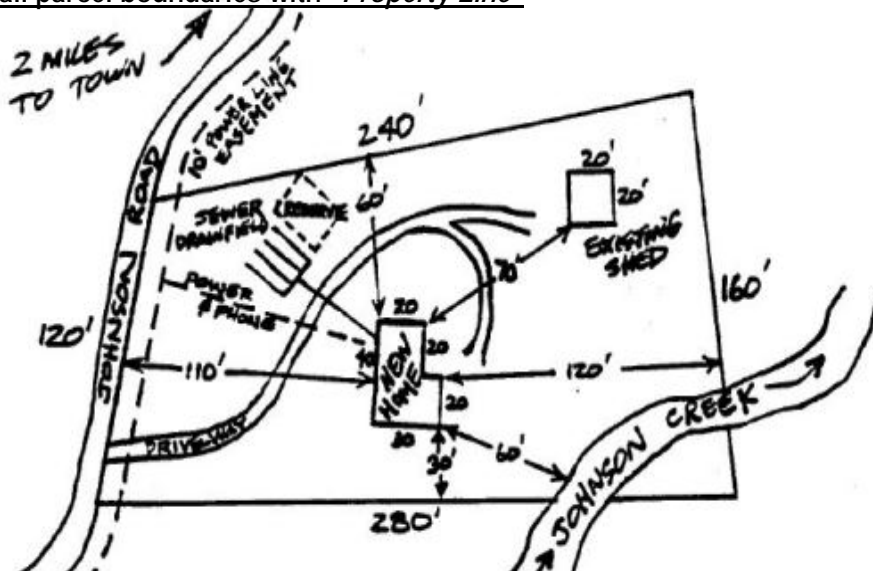 all parcel boundaries with "Property Line"
2 MILES
TO TOWN
10' POWER LINE
EASEMENT
240'
20'
20'
EXISTING
SHED
60'
SEWER
DRAINFIELD
RESERVE
JOHNSON ROAD
POWER
& PHONE
70'
160'
120'
20
20
40
NEW
HOME
20
110'
120'
DRIVEWAY
30'
60'
JOHNSON CREEK
280'